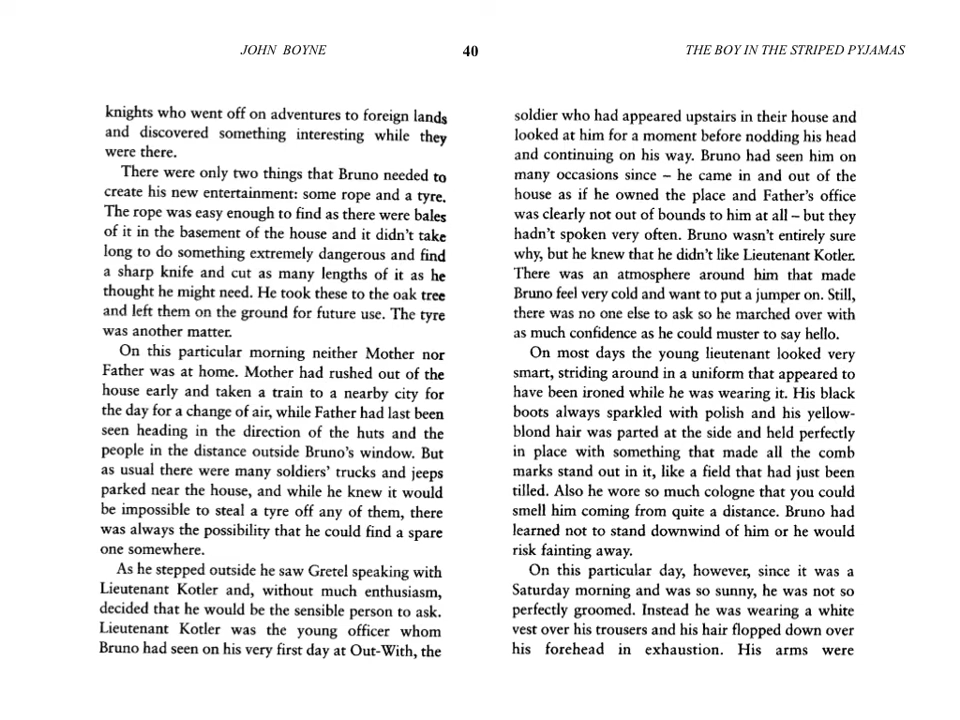 JOHN BOYNE
40
THE BOY IN THE STRIPED PYJAMAS
knights who went off on adventures to foreign lands
and discovered something interesting while they
were there.
There were only two things that Bruno needed to
create his new entertainment: some rope and a tyre.
The rope was easy enough to find as there were bales
of it in the basement of the house and it didn't take
long to do something extremely dangerous and find
a sharp knife and cut as many lengths of it as he
thought he might need. He took these to the oak tree
and left them on the ground for future use. The tyre
was another matter.
On this particular morning neither Mother nor
Father was at home. Mother had rushed out of the
house early and taken a train to a nearby city for
the day for a change of air, while Father had last been
seen heading in the direction of the huts and the
people in the distance outside Bruno's window. But
as usual there were many soldiers' trucks and jeeps
parked near the house, and while he knew it would
be impossible to steal a tyre off any of them, there
was always the possibility that he could find a spare
one somewhere.
As he stepped outside he saw Gretel speaking with
Lieutenant Kotler and, without much enthusiasm,
decided that he would be the sensible person to ask.
Lieutenant Kotler was the young officer whom
Bruno had seen on his very first day at Out-With, the
soldier who had appeared upstairs in their house and
looked at him for a moment before nodding his head
and continuing on his way. Bruno had seen him on
many occasions since – he came in and out of the
house as if he owned the place and Father's office
was clearly not out of bounds to him at all – but they
hadn't spoken very often. Bruno wasn't entirely sure
why, but he knew that he didn't like Lieutenant Kotler.
There was an atmosphere around him that made
Bruno feel very cold and want to put a jumper on. Still,
there was no one else to ask so he marched over with
as much confidence as he could muster to say hello.
On most days the young lieutenant looked very
smart, striding around in a uniform that appeared to
have been ironed while he was wearing it. His black
boots always sparkled with polish and his yellow-
blond hair was parted at the side and held perfectly
in place with something that made all the comb
marks stand out in it, like a field that had just been
tilled. Also he wore so much cologne that you could
smell him coming from quite a distance. Bruno had
learned not to stand downwind of him or he would
risk fainting away.
On this particular day, however, since it was a
Saturday morning and was so sunny, he was not so
perfectly groomed. Instead he was wearing a white
vest over his trousers and his hair flopped down over
his forehead in exhaustion. His arms were